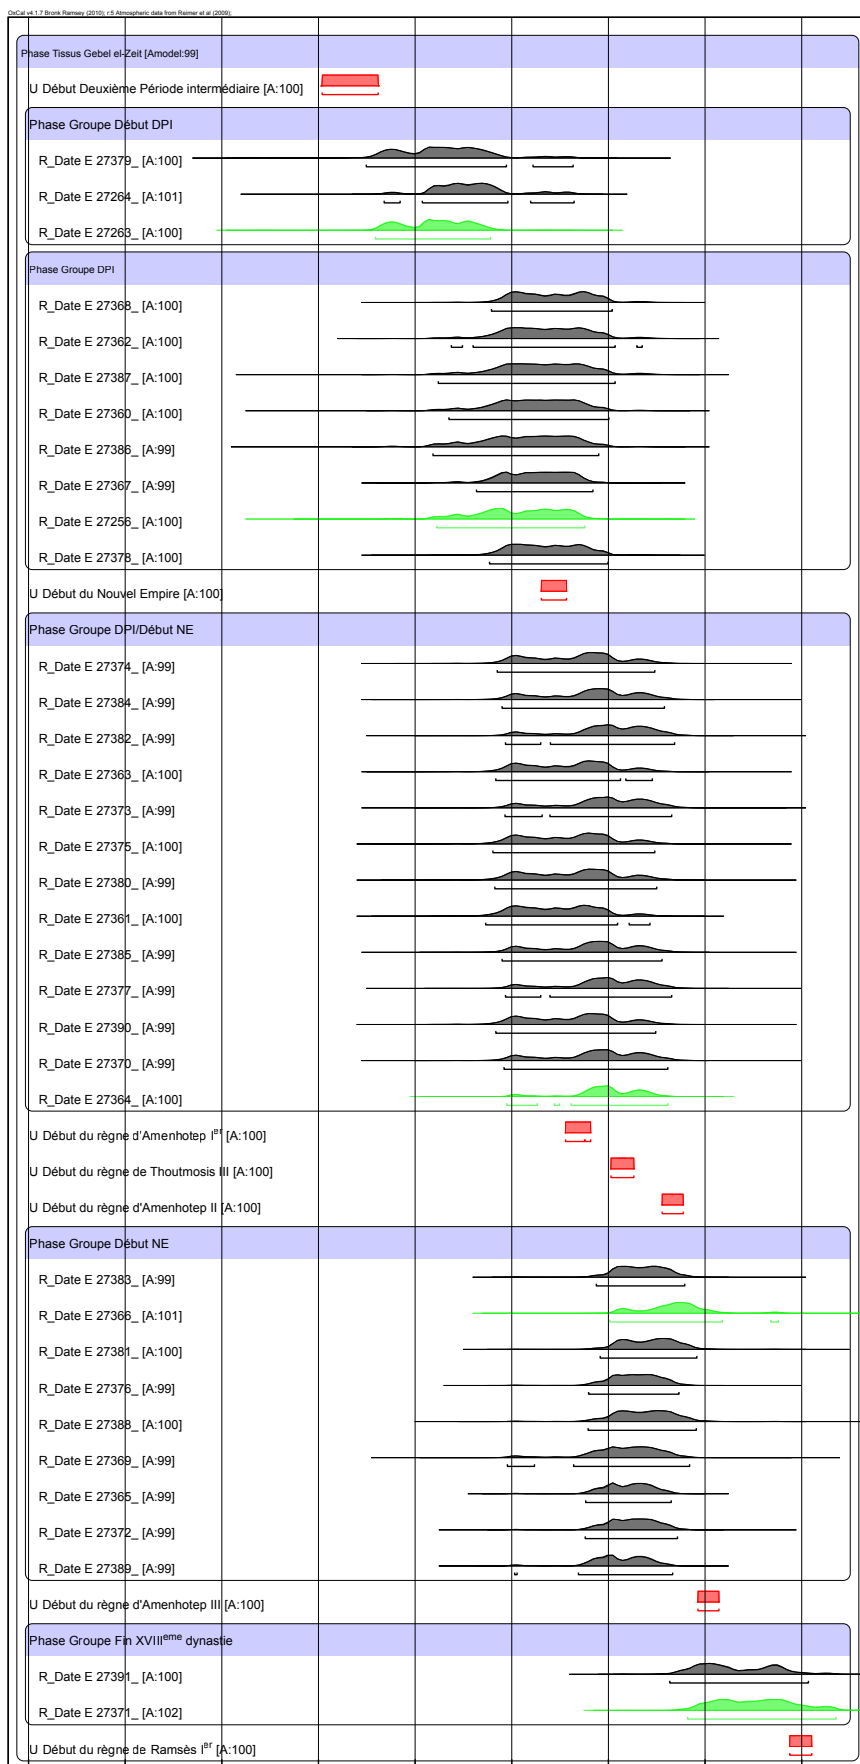 OxCal v4.1.7 Bronk Ramsey (2010); r:5 Atmospheric data from Reimer et al (2009);
Phase Tissus Gebel el-Zeit [Amodel:99]
U Début Deuxième Période intermédiaire [A:100]
Phase Groupe Début DPI
R_Date E 27379_ [A:100]
R_Date E 27264_ [A:101]
R_Date E 27263_ [A:100]
Phase Groupe DPI
R_Date E 27368_ [A:100]
R_Date E 27362_ [A:100]
R_Date E 27387_ [A:100]
R_Date E 27360_ [A:100]
R_Date E 27386_ [A:99]
R_Date E 27367_ [A:99]
R_Date E 27256_ [A:100]
R_Date E 27378_ [A:100]
U Début du Nouvel Empire [A:100]
Phase Groupe DPI/Début NE
R_Date E 27374_ [A:99]
R_Date E 27384_ [A:99]
R_Date E 27382_ [A:99]
R_Date E 27363_ [A:100]
R_Date E 27373_ [A:99]
R_Date E 27375_ [A:100]
R_Date E 27380_ [A:99]
R_Date E 27361_ [A:100]
R_Date E 27385_ [A:99]
R_Date E 27377_ [A:99]
R_Date E 27390_ [A:99]
R_Date E 27370_ [A:99]
R_Date E 27364_ [A:100]
U Début du règne d'Amenhotep Ier [A:100]
U Début du règne de Thoutmosis III [A:100]
U Début du règne d'Amenhotep II [A:100]
Phase Groupe Début NE
R_Date E 27383_ [A:99]
R_Date E 27366_ [A:101]
R_Date E 27381_ [A:100]
R_Date E 27376_ [A:99]
R_Date E 27388_ [A:100]
R_Date E 27369_ [A:99]
R_Date E 27365_ [A:99]
R_Date E 27372_ [A:99]
R_Date E 27389_ [A:99]
U Début du règne d'Amenhotep III [A:100]
Phase Groupe Fin XVIIIeme dynastie
R_Date E 27391_ [A:100]
R_Date E 27371_ [A:102]
U Début du règne de Ramsès Ier [A:100]